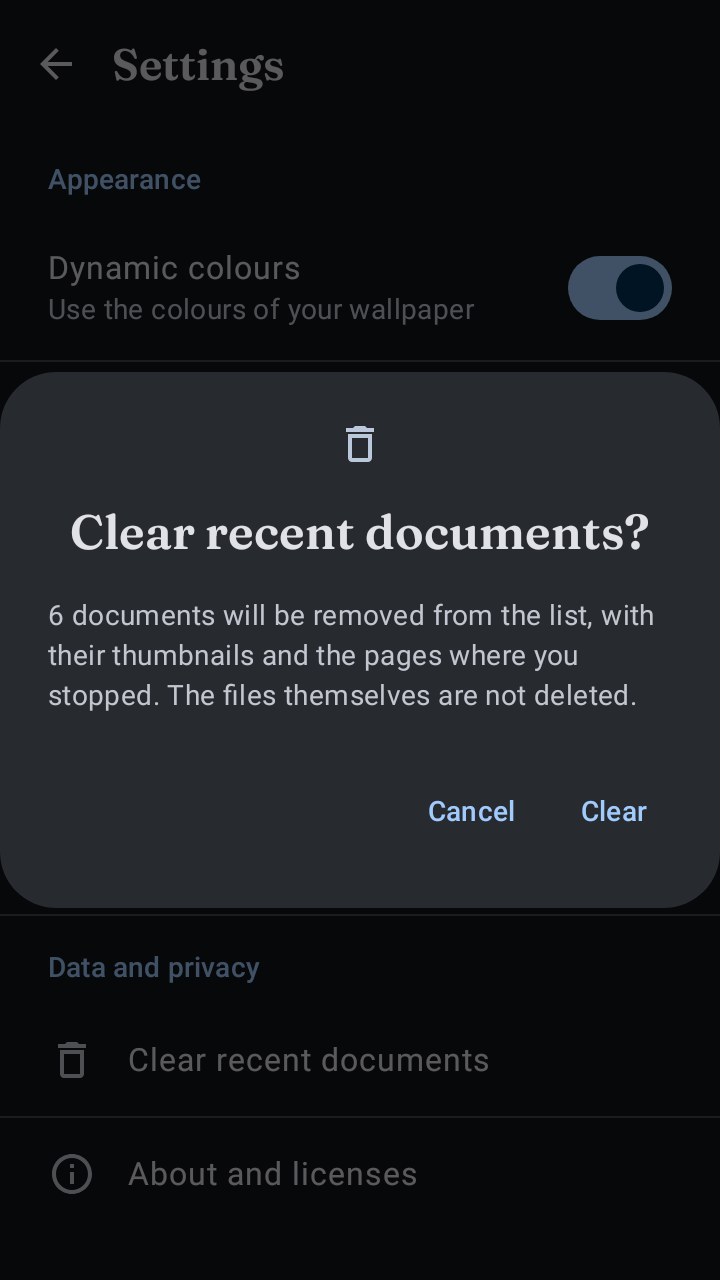 Settings
Appearance
Dynamic colours
Use the colours of your wallpaper
Clear recent documents?
6 documents will be removed from the list, with
their thumbnails and the pages where you
stopped. The files themselves are not deleted.
Cancel Clear
Data and privacy
Clear recent documents
About and licenses